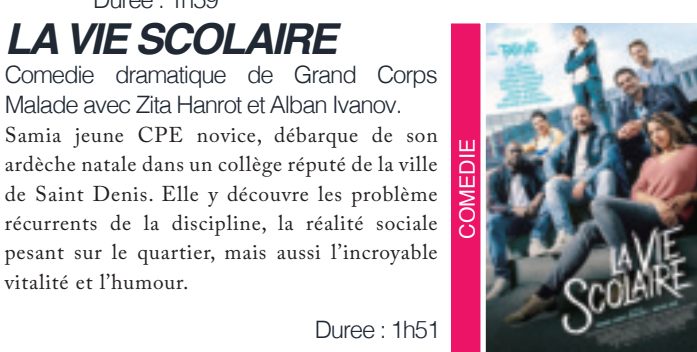 Durée : 1h59
LA VIE SCOLAIRE
Comedie dramatique de Grand Corps
Malade avec Zita Hanrot et Alban Ivanov.
Samia jeune CPE novice, débarque de son
ardèche natale dans un collège réputé de la ville
de Saint Denis. Elle y découvre les problème
récurrents de la discipline, la réalité sociale
pesant sur le quartier, mais aussi l’incroyable
vitalité et l’humour.
Duree : 1h51
COMEDIE
LA VIE
SCOLAIRE